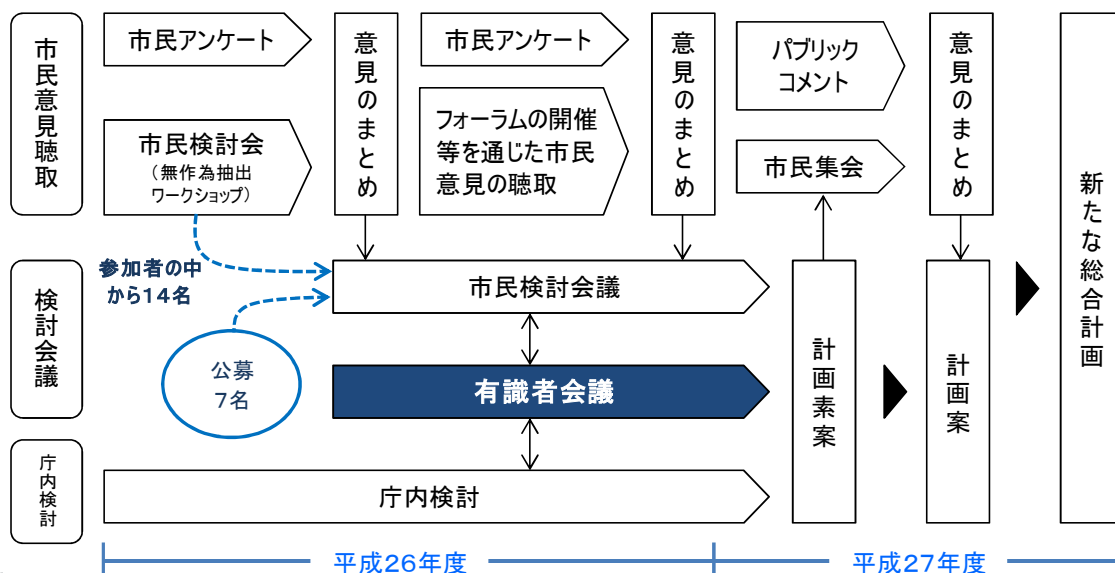 市民意見聴取
市民アンケート
市民検討会
（無作為抽出
ワークショップ）
意見のまとめ
市民アンケート
フォーラムの開催
等を通じた市民
意見の聴取
意見のまとめ
パブリック
コメント
市民集会
意見のまとめ
新たな総合計画
検討会議
参加者の中
から１４名
公募
７名
市民検討会議
有識者会議
計画素案
計画案
庁内検討
庁内検討
平成２６年度
平成２７年度